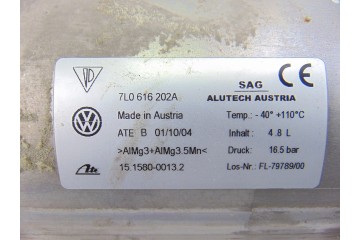 SAG
ALUTECH AUSTRIA
7L0 616 202A
Made in Austria
ATE B 01/10/04
>AlMg3+AlMg3.5Mn<
15.1580-0013.2
CE
Temp.: - 40° +110°C
Inhalt : 4.8 L
Druck: 16.5 bar
Los-Nr.: FL-79789/00